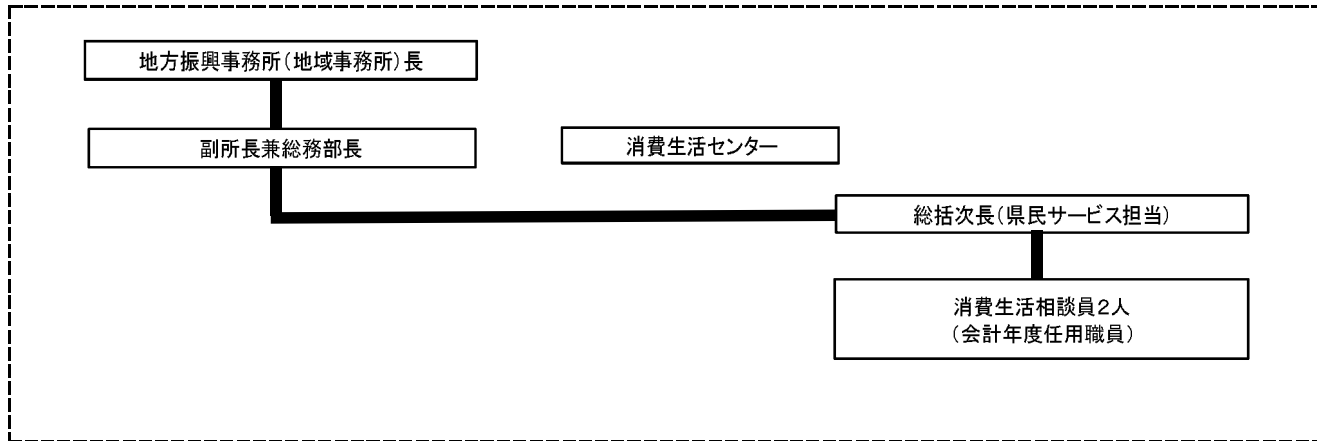 地方振興事務所（地域事務所）長
副所長兼総務部長
消費生活センター
総括次長（県民サービス担当）
消費生活相談員２人
（会計年度任用職員）